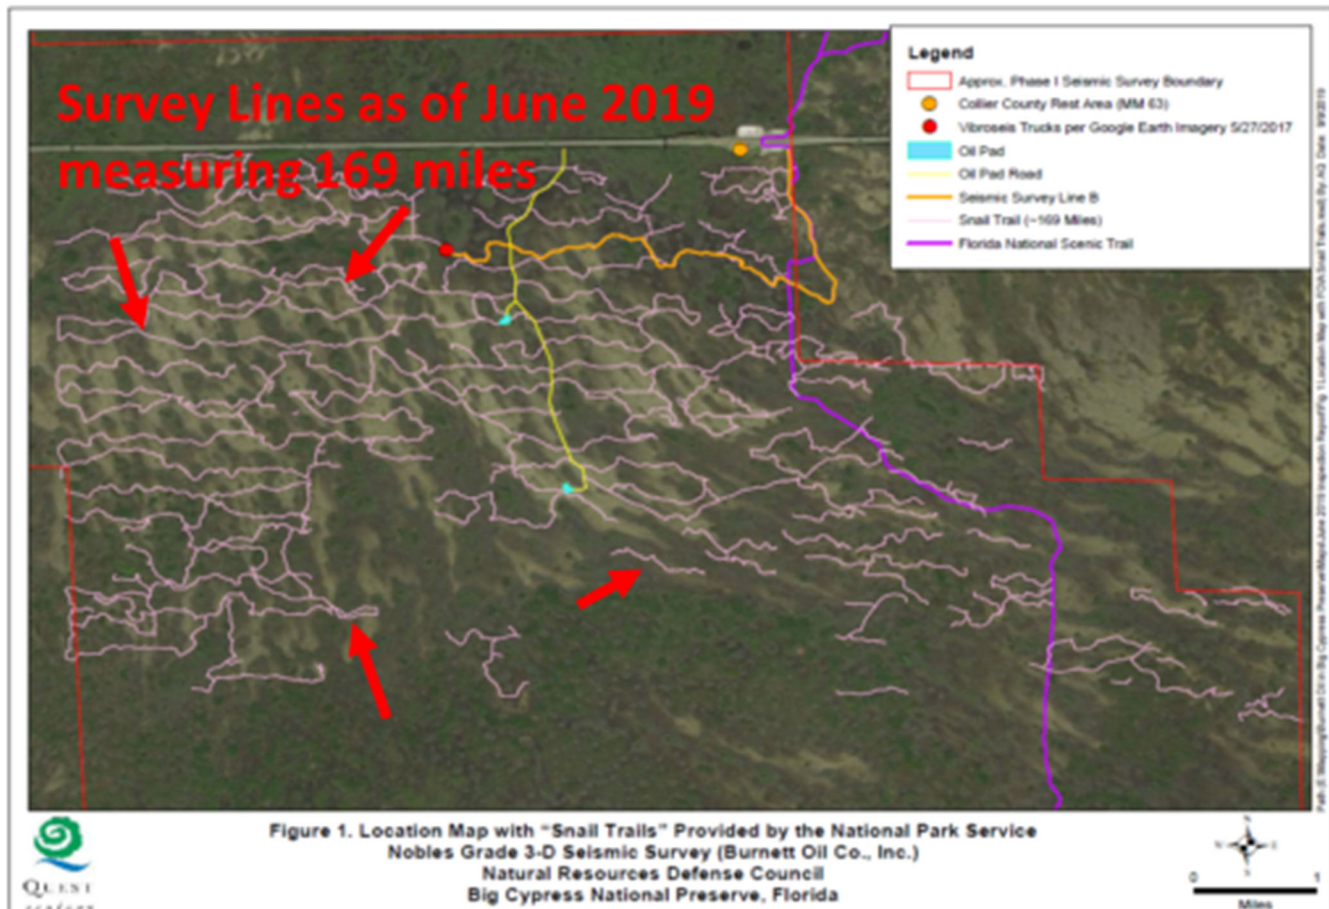 Survey Lines as of June 2019
measuring 169 miles
Legend
Approx. Phase I Seismic Survey Boundary
Collier County Rest Area (MM 63)
Vibroseis Trucks per Google Earth Imagery 5/27/2017
Oil Pad
Oil Pad Road
Seismic Survey Line B
Snail Trail (~169 Miles)
Florida National Scenic Trail
Figure 1. Location Map with "Snail Trails" Provided by the National Park Service
Nobles Grade 3-D Seismic Survey (Burnett Oil Co., Inc.)
Natural Resources Defense Council
Big Cypress National Preserve, Florida
QUEST
0 1
Miles